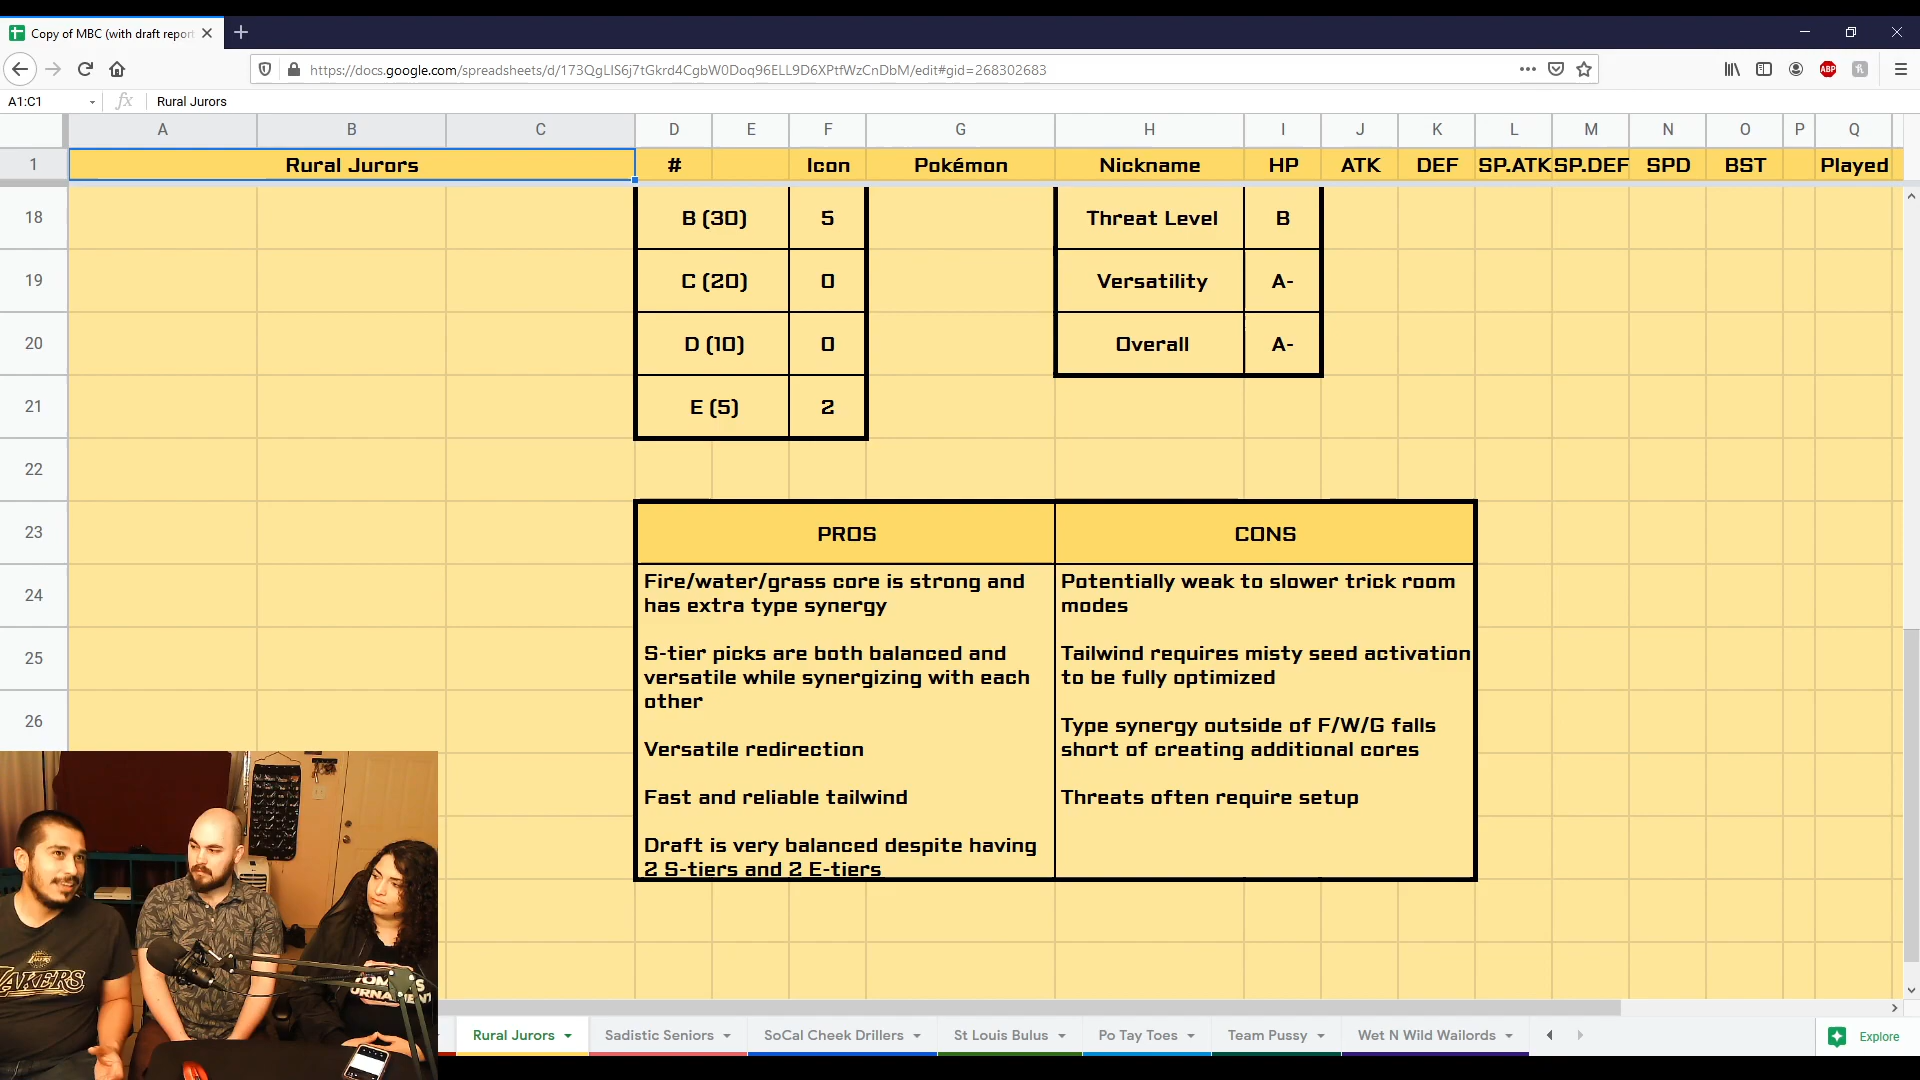 Copy of MBC (with draft report
https://docs.google.com/spreadsheets/d/173QgLlS6j7tGkrd4CgbW0Doq96ELL9D6XPtfWzCnDbM/edit#gid=268302683
ABP
A1:C1
fx
Rural Jurors
A B C D E F G H I J K L M N O P Q
1 Rural Jurors # Icon Pokémon Nickname HP ATK DEF SP.ATK SP.DEF SPD BST Played
18 B (30) 5 Threat Level B
19 C (20) 0 Versatility A-
20 D (10) 0 Overall A-
21 E (5) 2
22
23 PROS CONS
24
25
26
Fire/water/grass core is strong and
has extra type synergy
S-tier picks are both balanced and
versatile while synergizing with each
other
Versatile redirection
Fast and reliable tailwind
Draft is very balanced despite having
2 S-tiers and 2 E-tiers
Potentially weak to slower trick room
modes
Tailwind requires misty seed activation
to be fully optimized
Type synergy outside of F/W/G falls
short of creating additional cores
Threats often require setup
LAKERS
Rural Jurors Sadistic Seniors SoCal Cheek Drillers St Louis Bulus Po Tay Toes Team Pussy Wet N Wild Wailords Explore